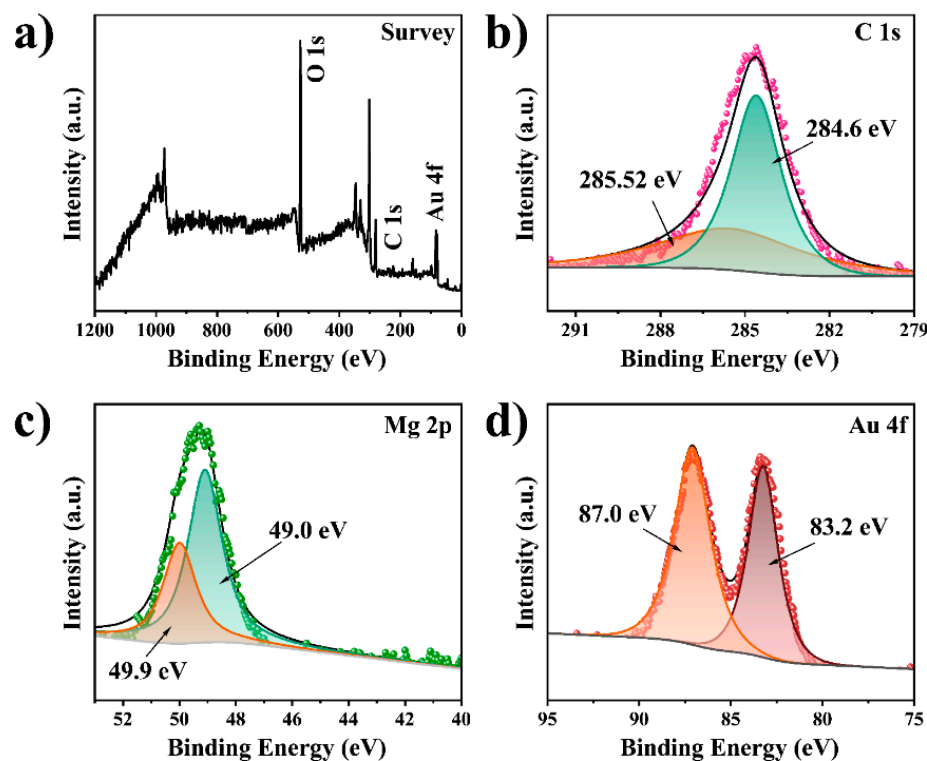 a)
Survey
O 1s
C 1s
Au 4f
Intensity (a.u.)
1200 1000 800 600 400 200 0
Binding Energy (eV)
b)
C 1s
284.6 eV
285.52 eV
Intensity (a.u.)
291 288 285 282 279
Binding Energy (eV)
c)
Mg 2p
49.0 eV
49.9 eV
Intensity (a.u.)
52 50 48 46 44 42 40
Binding Energy (eV)
d)
Au 4f
87.0 eV
83.2 eV
Intensity (a.u.)
95 90 85 80 75
Binding Energy (eV)